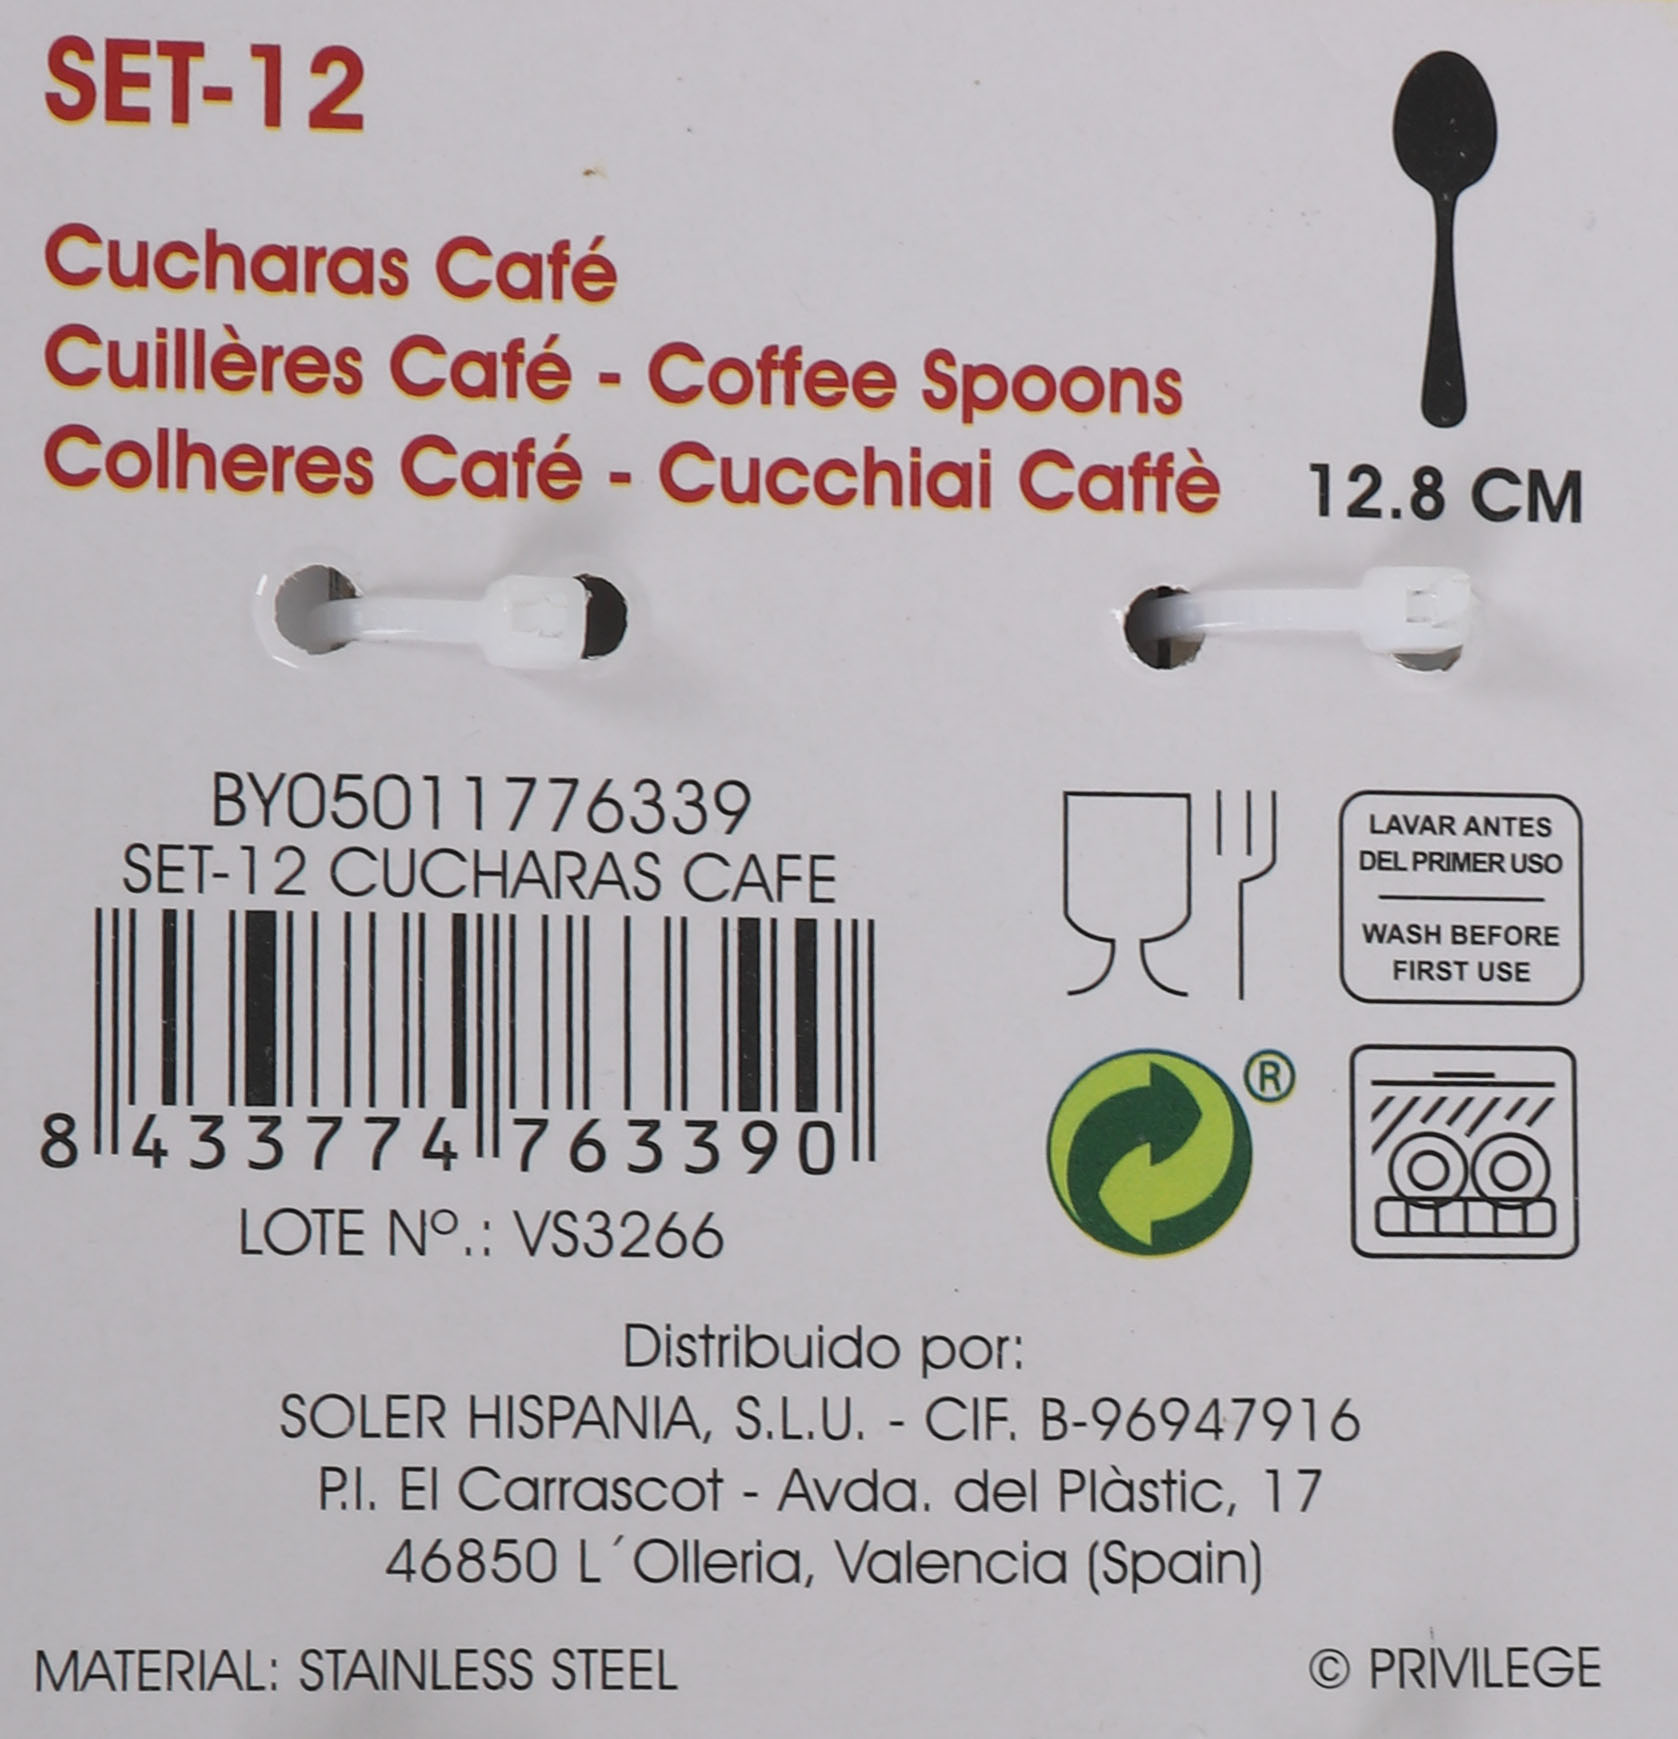 SET-12
Cucharas Café
Cuillères Café - Coffee Spoons
Colheres Café - Cucchiai Caffè
12.8 CM
BY05011776339
SET-12 CUCHARAS CAFE
8 433774 763390
LOTE Nº.: VS3266
LAVAR ANTES
DEL PRIMER USO
WASH BEFORE
FIRST USE
®
Distribuido por:
SOLER HISPANIA, S.L.U. - CIF. B-96947916
P.I. El Carrascot - Avda. del Plàstic, 17
46850 L´Olleria, Valencia (Spain)
MATERIAL: STAINLESS STEEL
© PRIVILEGE